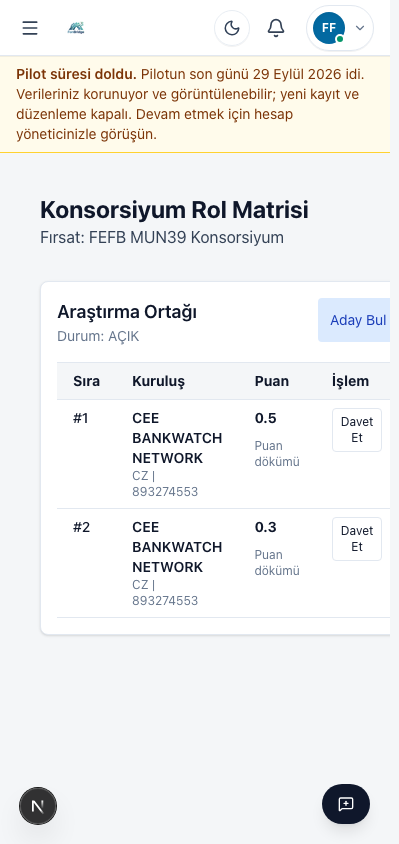 FF
Pilot süresi doldu. Pilotun son günü 29 Eylül 2026 idi.
Verileriniz korunuyor ve görüntülenebilir; yeni kayıt ve
düzenleme kapalı. Devam etmek için hesap
yöneticinizle görüşün.
Konsorsiyum Rol Matrisi
Fırsat: FEFB MUN39 Konsorsiyum
Araştırma Ortağı
Durum: AÇIK
Aday Bul
Sıra Kuruluş Puan İşlem
#1 CEE BANKWATCH NETWORK 0.5 Davet Et
CZ | 893274553 Puan dökümü
#2 CEE BANKWATCH NETWORK 0.3 Davet Et
CZ | 893274553 Puan dökümü
N